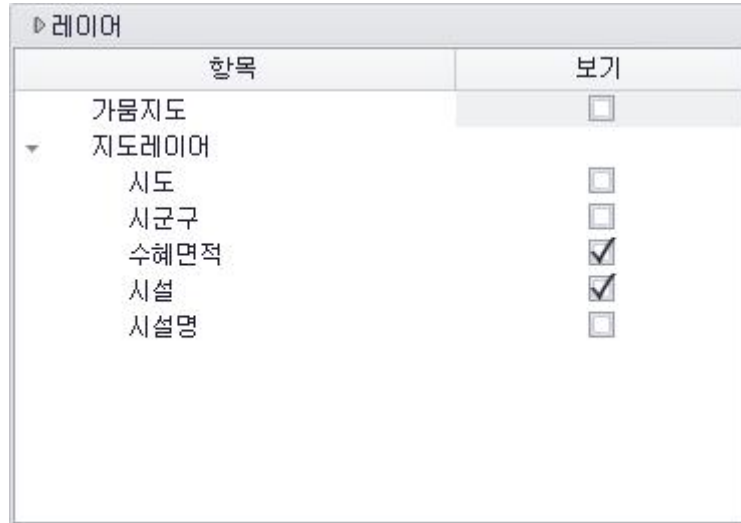 레이어
항목 보기
가뭄지도
지도레이어
시도
시군구
수혜면적
시설
시설명